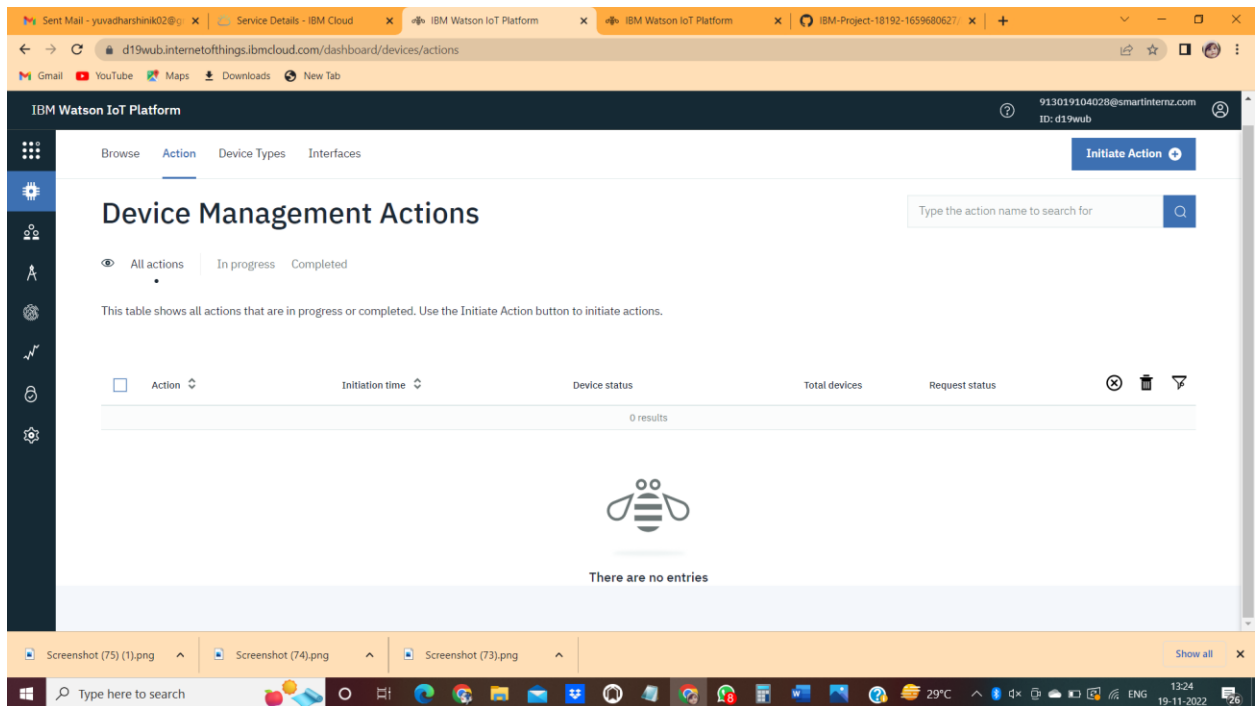 Sent Mail - yuvadharshinik02@g
Service Details - IBM Cloud
IBM Watson IoT Platform
IBM Watson IoT Platform
IBM-Project-18192-1659680627/
d19wub.internetofthings.ibmcloud.com/dashboard/devices/actions
Gmail YouTube Maps Downloads New Tab
IBM Watson IoT Platform
913019104028@smartinternz.com
ID: d19wub
Browse Action Device Types Interfaces
Initiate Action
Device Management Actions
Type the action name to search for
All actions In progress Completed
This table shows all actions that are in progress or completed. Use the Initiate Action button to initiate actions.
Action Initiation time Device status Total devices Request status
0 results
There are no entries
Screenshot (75) (1).png Screenshot (74).png Screenshot (73).png Show all
Type here to search
29°C
ENG
13:24
19-11-2022
26